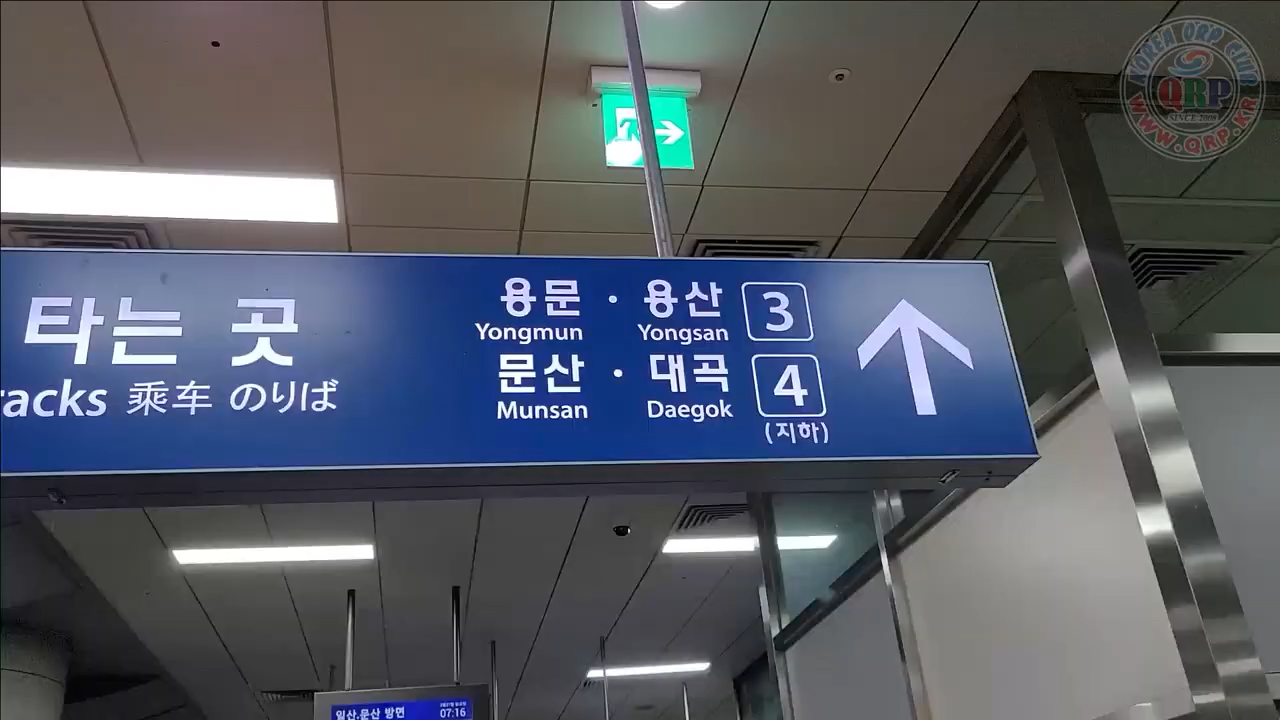 타는 곳
racks 乘车 のりば
용문 · 용산 3
Yongmun Yongsan
문산 · 대곡 4
Munsan Daegok
(지하)
일산.문산 방면 07:16
KOREA QRP CLUB
QRP
SINCE 2009
WWW.QRP.KR